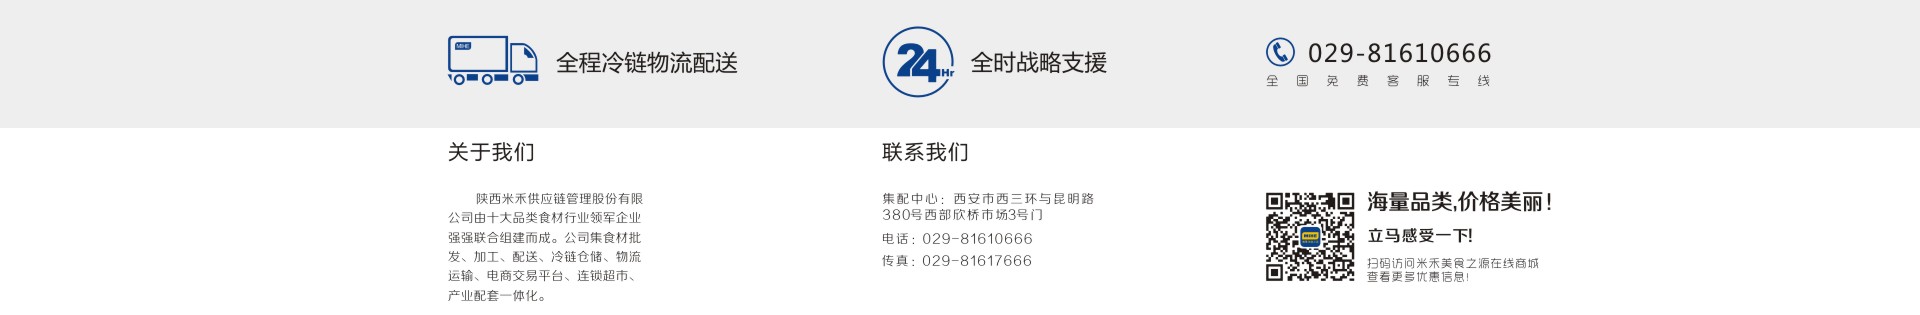 MIHE
全程冷链物流配送
24Hr
全时战略支援
029-81610666
全国免费客服专线
关于我们
陕西米禾供应链管理股份有限
公司由十大品类食材行业领军企业
强强联合组建而成。公司集食材批
发、加工、配送、冷链仓储、物流
运输、电商交易平台、连锁超市、
产业配套一体化。
联系我们
集配中心：西安市西三环与昆明路
380号西部欣桥市场3号门
电话：029-81610666
传真：029-81617666
MIHE
海量品类,价格美丽!
立马感受一下!
扫码访问米禾美食之源在线商城
查看更多优惠信息!